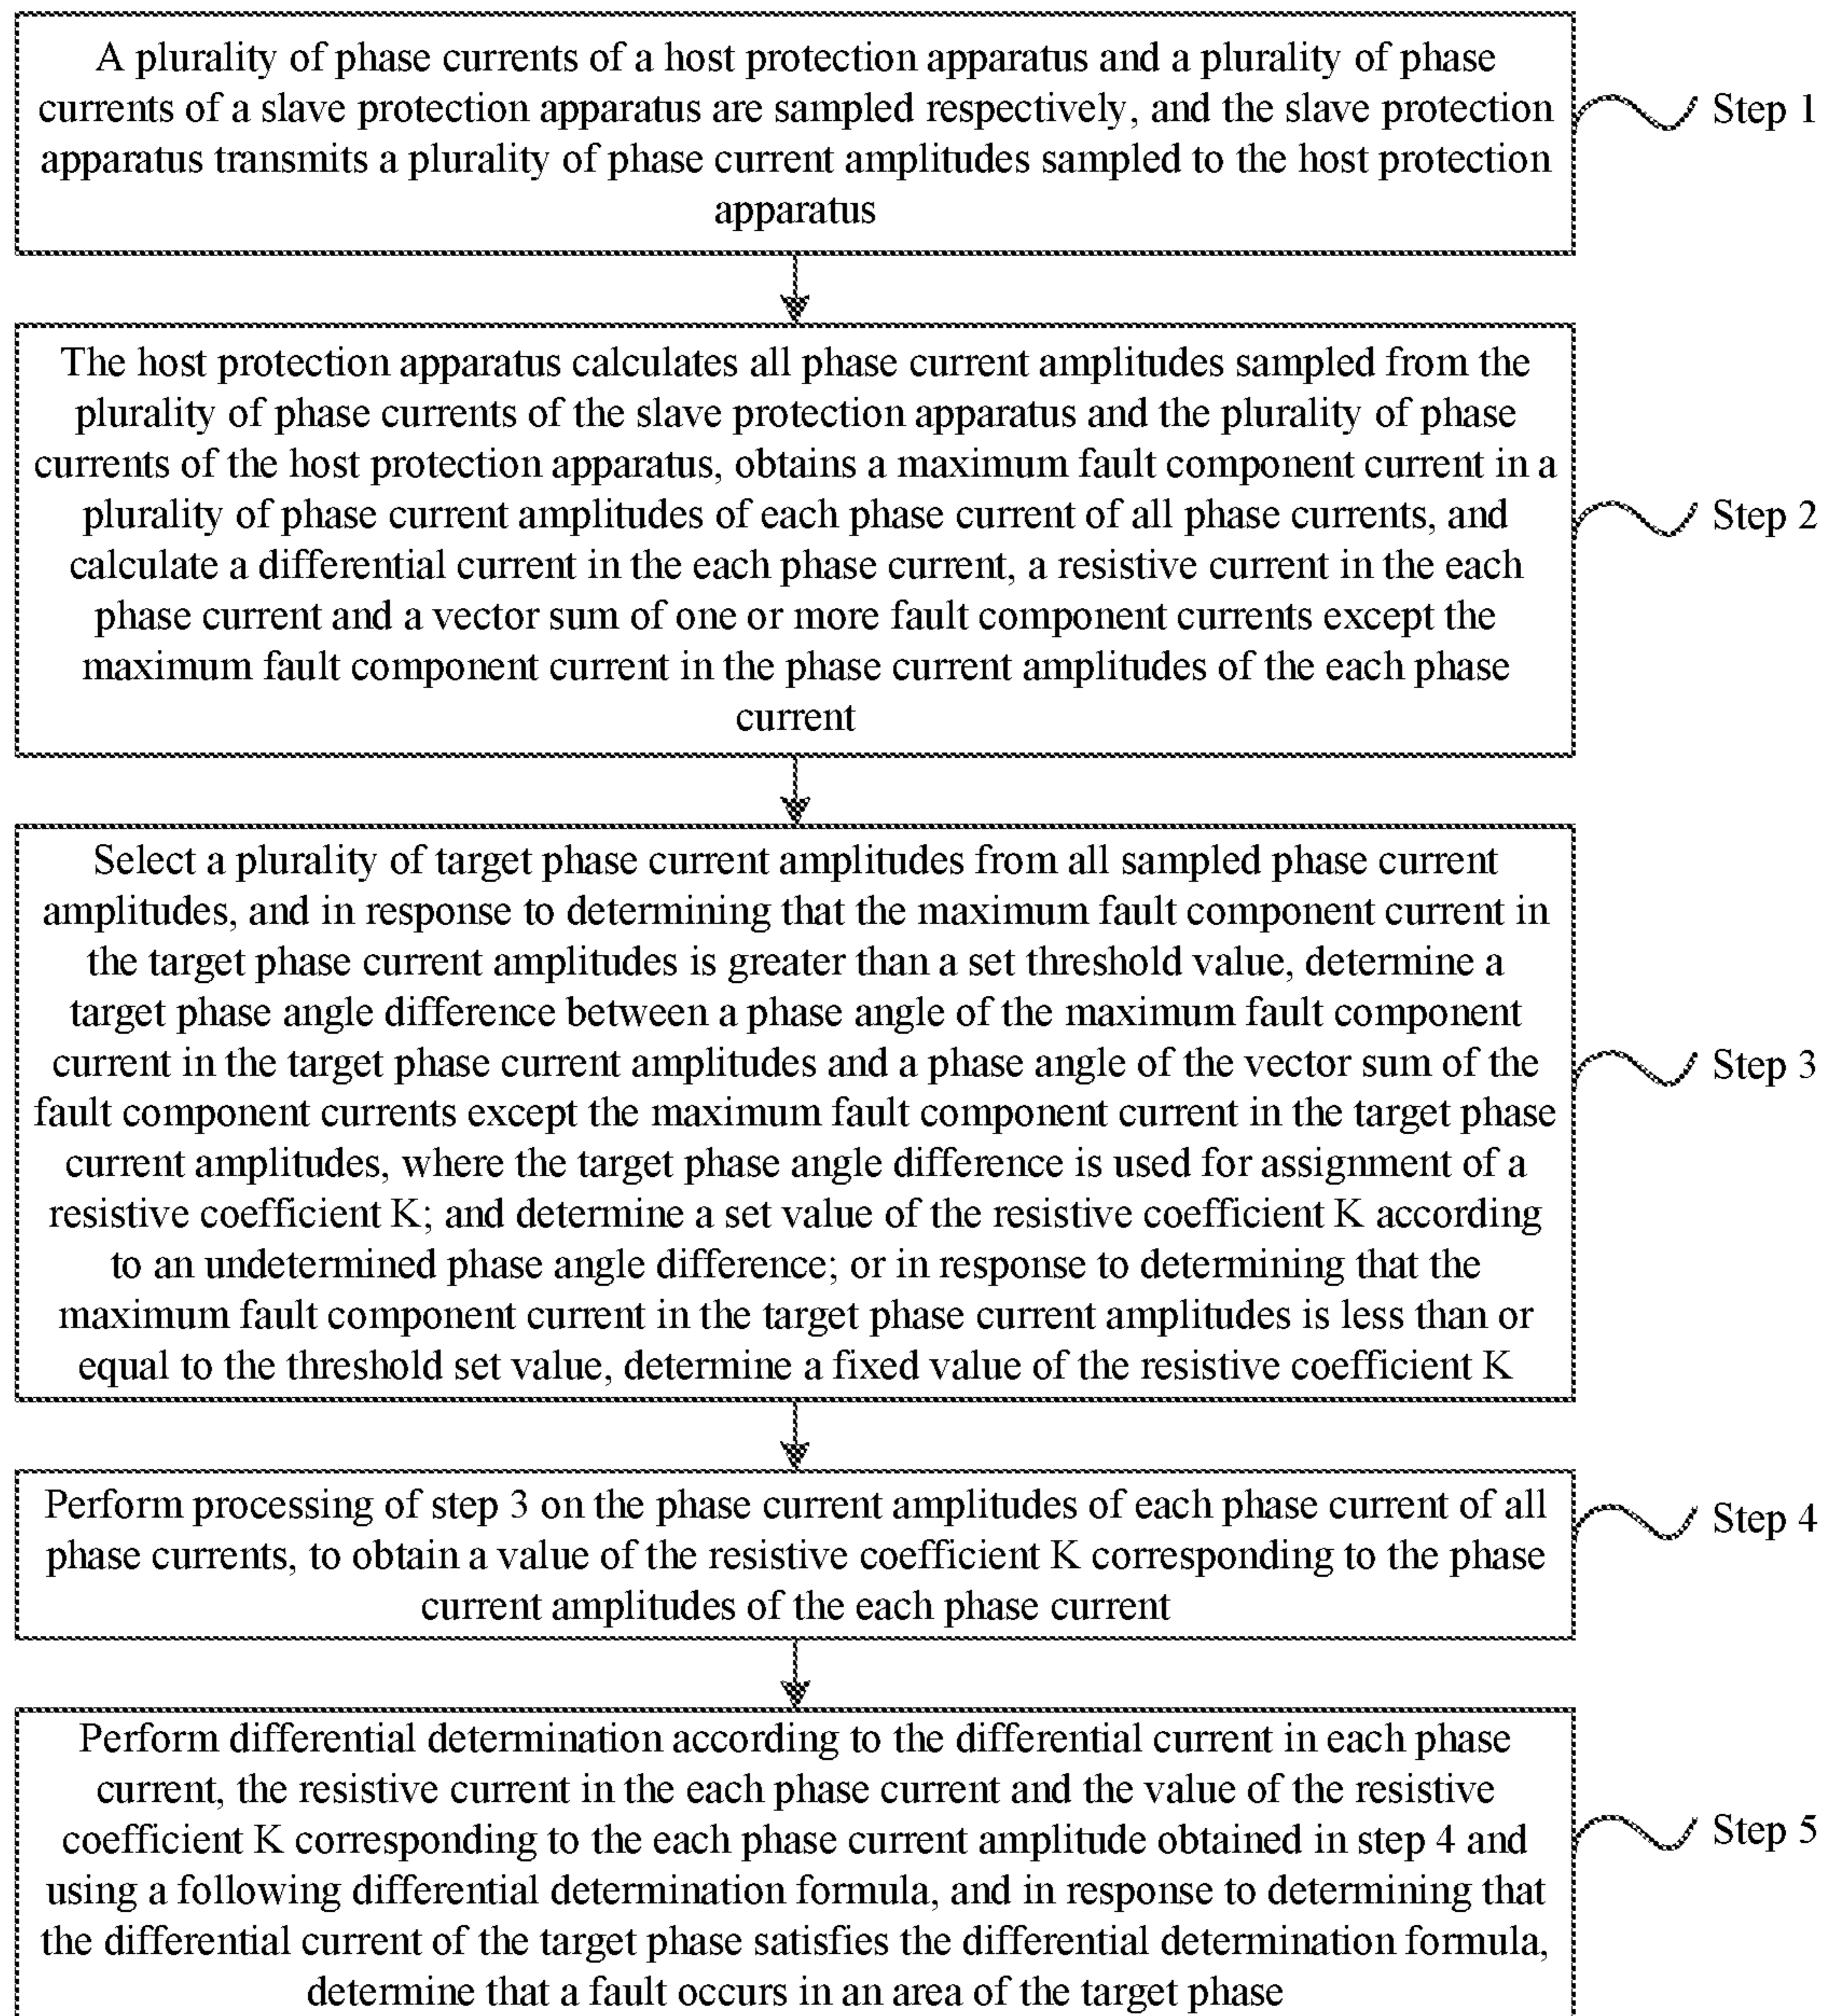 A plurality of phase currents of a host protection apparatus and a plurality of phase
currents of a slave protection apparatus are sampled respectively, and the slave protection
apparatus transmits a plurality of phase current amplitudes sampled to the host protection
apparatus
Step 1
The host protection apparatus calculates all phase current amplitudes sampled from the
plurality of phase currents of the slave protection apparatus and the plurality of phase
currents of the host protection apparatus, obtains a maximum fault component current in a
plurality of phase current amplitudes of each phase current of all phase currents, and
calculate a differential current in the each phase current, a resistive current in the each
phase current and a vector sum of one or more fault component currents except the
maximum fault component current in the phase current amplitudes of the each phase
current
Step 2
Select a plurality of target phase current amplitudes from all sampled phase current
amplitudes, and in response to determining that the maximum fault component current in
the target phase current amplitudes is greater than a set threshold value, determine a
target phase angle difference between a phase angle of the maximum fault component
current in the target phase current amplitudes and a phase angle of the vector sum of the
fault component currents except the maximum fault component current in the target phase
current amplitudes, where the target phase angle difference is used for assignment of a
resistive coefficient K; and determine a set value of the resistive coefficient K according
to an undetermined phase angle difference; or in response to determining that the
maximum fault component current in the target phase current amplitudes is less than or
equal to the threshold set value, determine a fixed value of the resistive coefficient K
Step 3
Perform processing of step 3 on the phase current amplitudes of each phase current of all
phase currents, to obtain a value of the resistive coefficient K corresponding to the phase
current amplitudes of the each phase current
Step 4
Perform differential determination according to the differential current in each phase
current, the resistive current in the each phase current and the value of the resistive
coefficient K corresponding to the each phase current amplitude obtained in step 4 and
using a following differential determination formula, and in response to determining that
the differential current of the target phase satisfies the differential determination formula,
determine that a fault occurs in an area of the target phase
Step 5